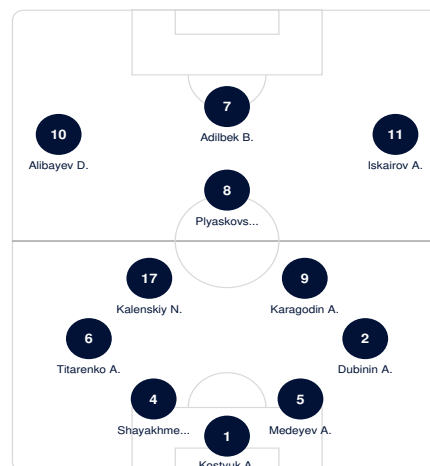 7
Adilbek B.
10
Alibayev D.
11
Iskairov A.
8
Plyaskovs...
17
Kalenskiy N.
9
Karagodin A.
6
Titarenko A.
2
Dubinin A.
4
Shayakhme...
5
Medeyev A.
1
Kostyuk A.